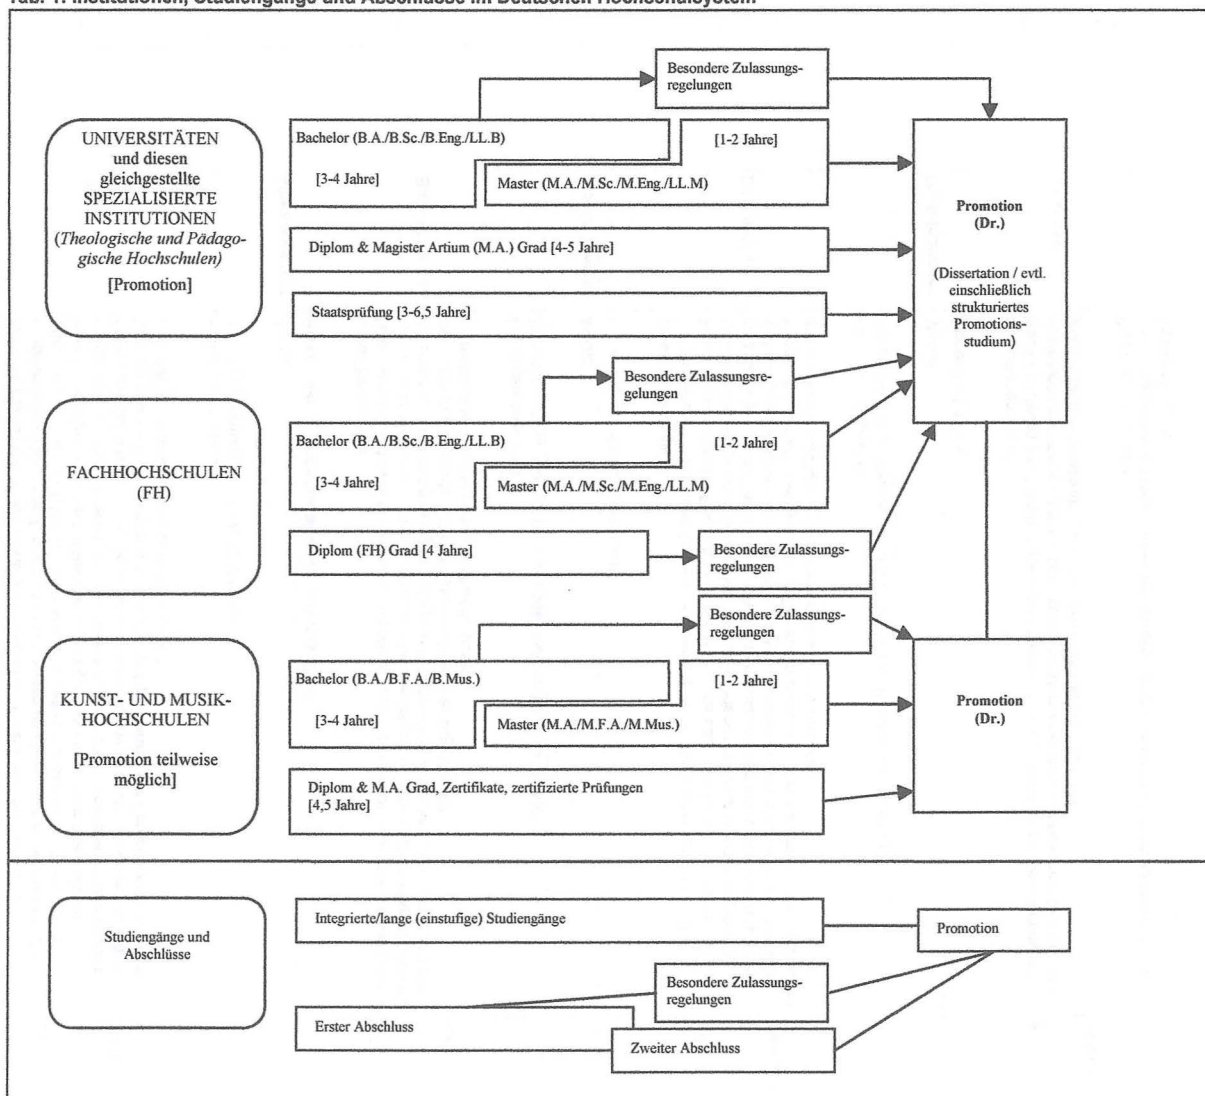 Tab. 1: Institutionen, Studiengänge und Abschlüsse im Deutschen Hochschulsystem
Besondere Zulassungs-
regelungen
UNIVERSITÄTEN
und diesen
gleichgestellte
SPEZIALISIERTE
INSTITUTIONEN
(Theologische und Pädago-
gische Hochschulen)
[Promotion]
Bachelor (B.A./B.Sc./B.Eng./LL.B)
[3-4 Jahre]
[1-2 Jahre]
Master (M.A./M.Sc./M.Eng./LL.M)
Diplom & Magister Artium (M.A.) Grad [4-5 Jahre]
Staatsprüfung [3-6,5 Jahre]
Promotion
(Dr.)
(Dissertation / evtl.
einschließlich
strukturiertes
Promotions-
studium)
Besondere Zulassungsre-
gelungen
FACHHOCHSCHULEN
(FH)
Bachelor (B.A./B.Sc./B.Eng./LL.B)
[3-4 Jahre]
[1-2 Jahre]
Master (M.A./M.Sc./M.Eng./LL.M)
Diplom (FH) Grad [4 Jahre]
Besondere Zulassungs-
regelungen
Besondere Zulassungs-
regelungen
KUNST- UND MUSIK-
HOCHSCHULEN
[Promotion teilweise
möglich]
Bachelor (B.A./B.F.A./B.Mus.)
[3-4 Jahre]
[1-2 Jahre]
Master (M.A./M.F.A./M.Mus.)
Diplom & M.A. Grad, Zertifikate, zertifizierte Prüfungen
[4,5 Jahre]
Promotion
(Dr.)
Studiengänge und
Abschlüsse
Integrierte/lange (einstufige) Studiengänge
Promotion
Besondere Zulassungs-
regelungen
Erster Abschluss
Zweiter Abschluss